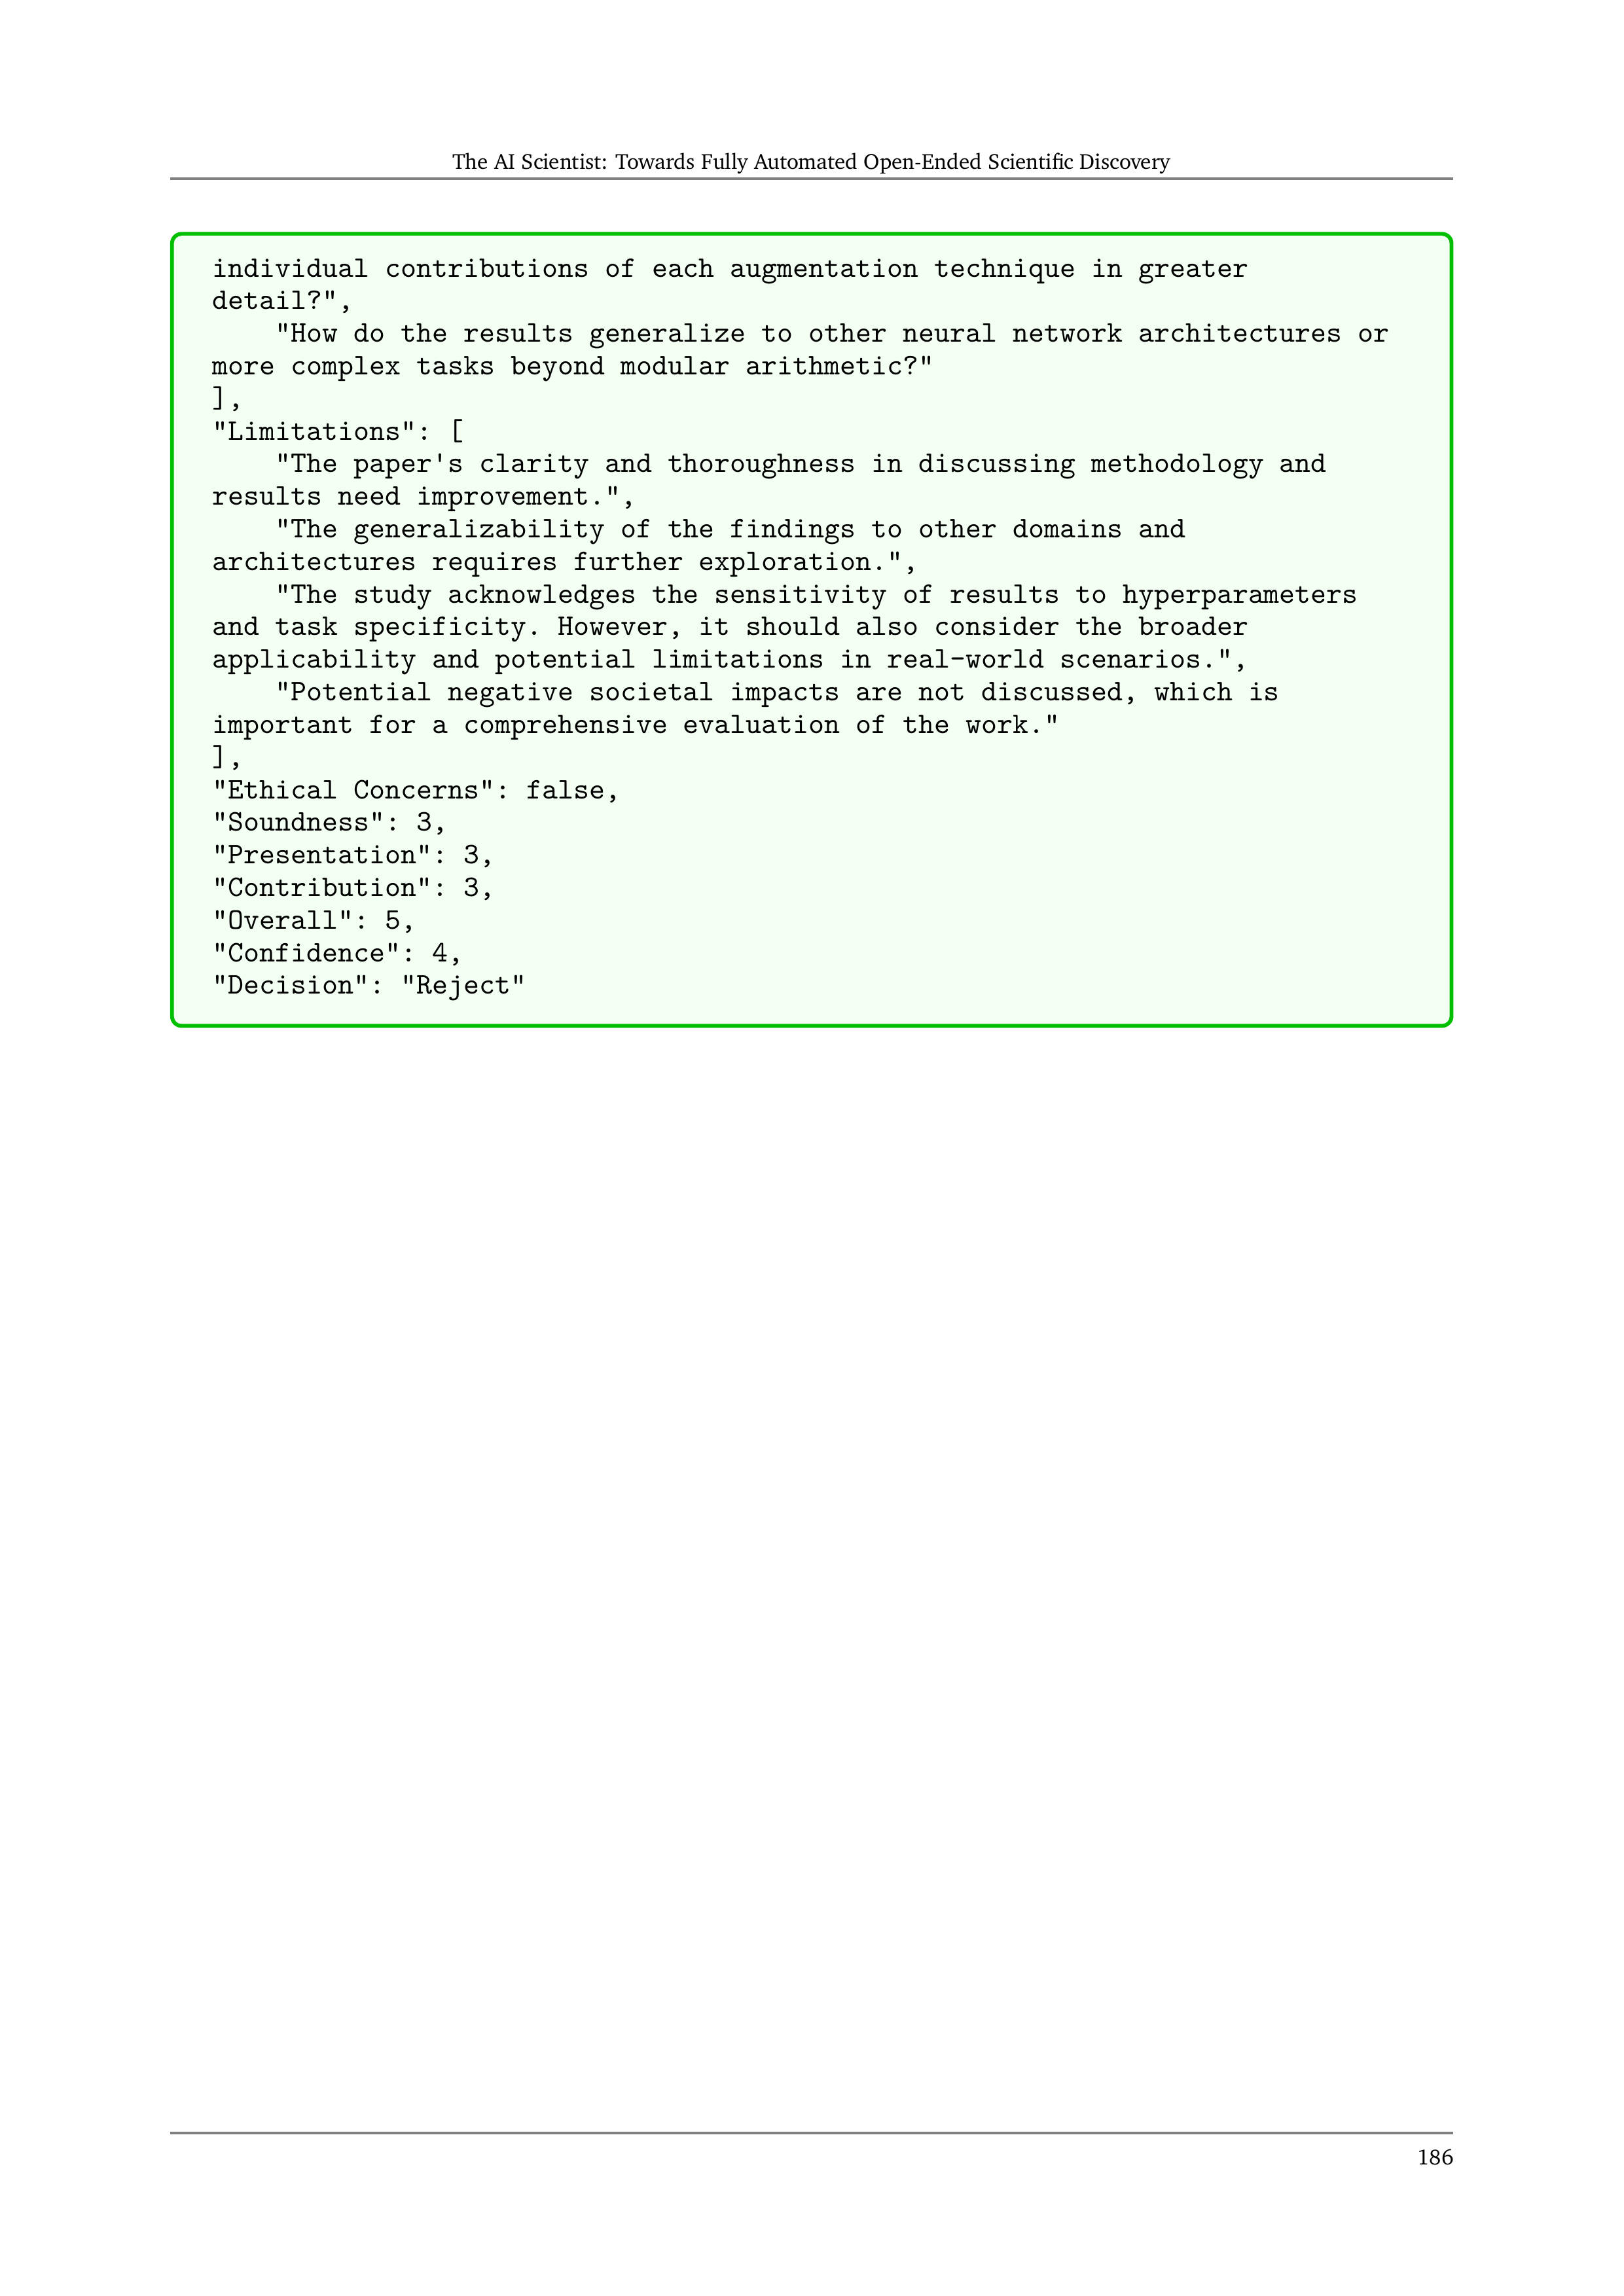 The AI Scientist: Towards Fully Automated Open-Ended Scientific Discovery
individual contributions of each augmentation technique in greater
detail?",
    "How do the results generalize to other neural network architectures or
more complex tasks beyond modular arithmetic?"
],
"Limitations": [
    "The paper's clarity and thoroughness in discussing methodology and
results need improvement.",
    "The generalizability of the findings to other domains and
architectures requires further exploration.",
    "The study acknowledges the sensitivity of results to hyperparameters
and task specificity. However, it should also consider the broader
applicability and potential limitations in real-world scenarios.",
    "Potential negative societal impacts are not discussed, which is
important for a comprehensive evaluation of the work."
],
"Ethical Concerns": false,
"Soundness": 3,
"Presentation": 3,
"Contribution": 3,
"Overall": 5,
"Confidence": 4,
"Decision": "Reject"
186